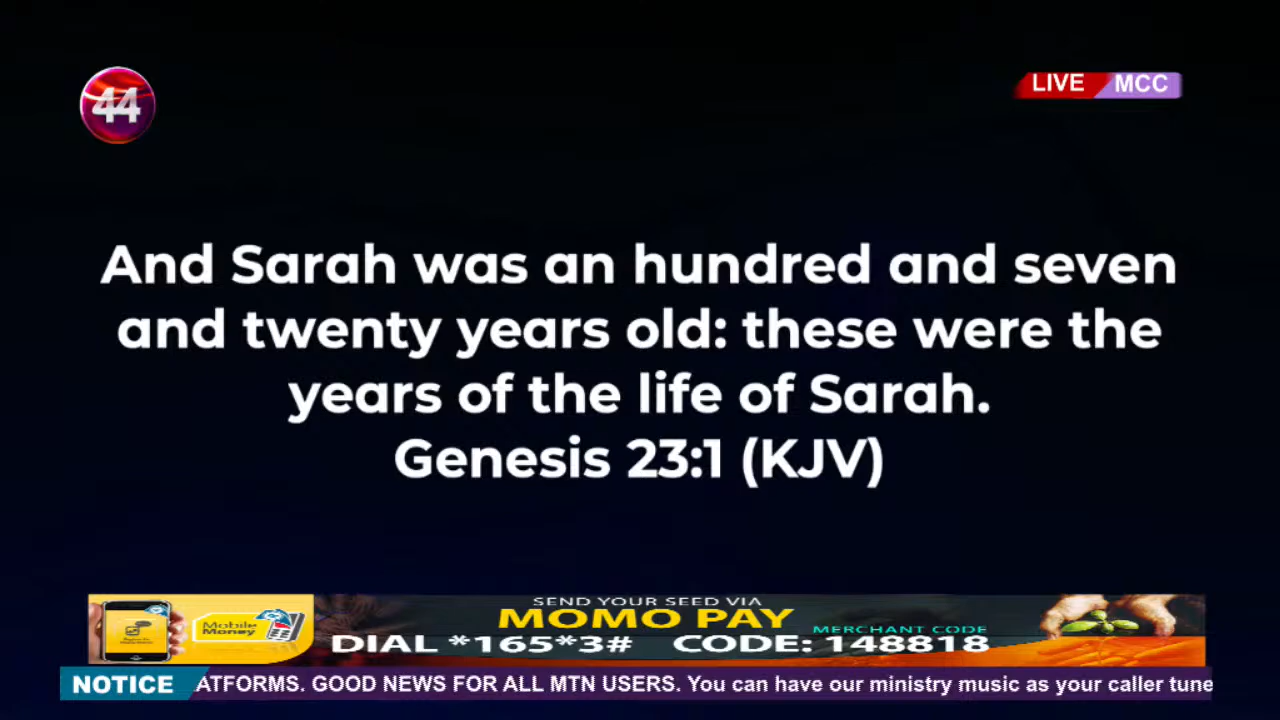 44
LIVE MCC
And Sarah was an hundred and seven
and twenty years old: these were the
years of the life of Sarah.
Genesis 23:1 (KJV)
SEND YOUR SEED VIA
MOMO PAY
Mobile
Money
MERCHANT CODE
DIAL *165*3# CODE: 148818
NOTICE ATFORMS. GOOD NEWS FOR ALL MTN USERS. You can have our ministry music as your caller tune